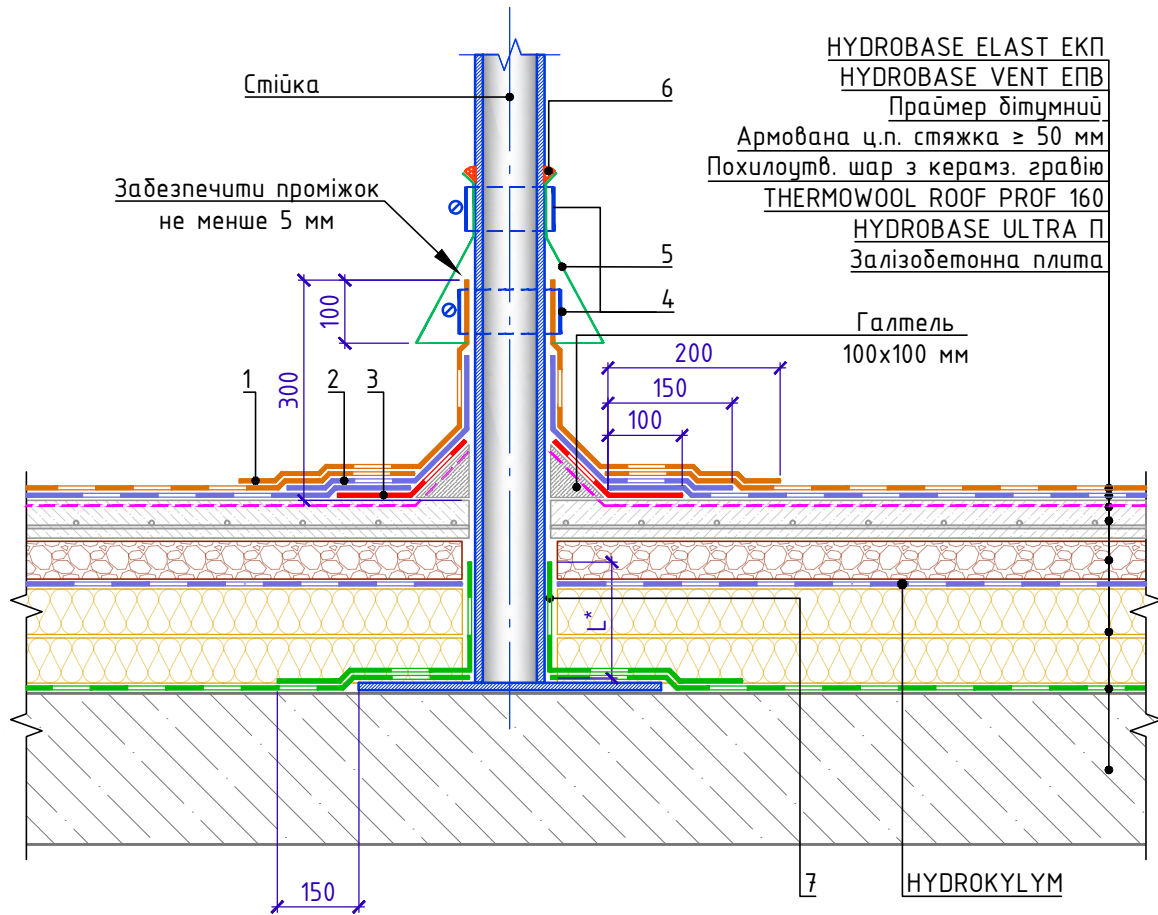 HYDROBASE ELAST ЕКП
HYDROBASE VENT ЕПВ
Праймер бітумний
Армована ц.п. стяжка ≥ 50 мм
Похилоутв. шар з керамз. гравію
THERMOWOOL ROOF PROF 160
HYDROBASE ULTRA П
Залізобетонна плита
Стійка
6
Забезпечити проміжок
не менше 5 мм
5
4
100
300
Галтель
100х100 мм
1
2
3
200
150
100
L*
150
7
HYDROKYLYM